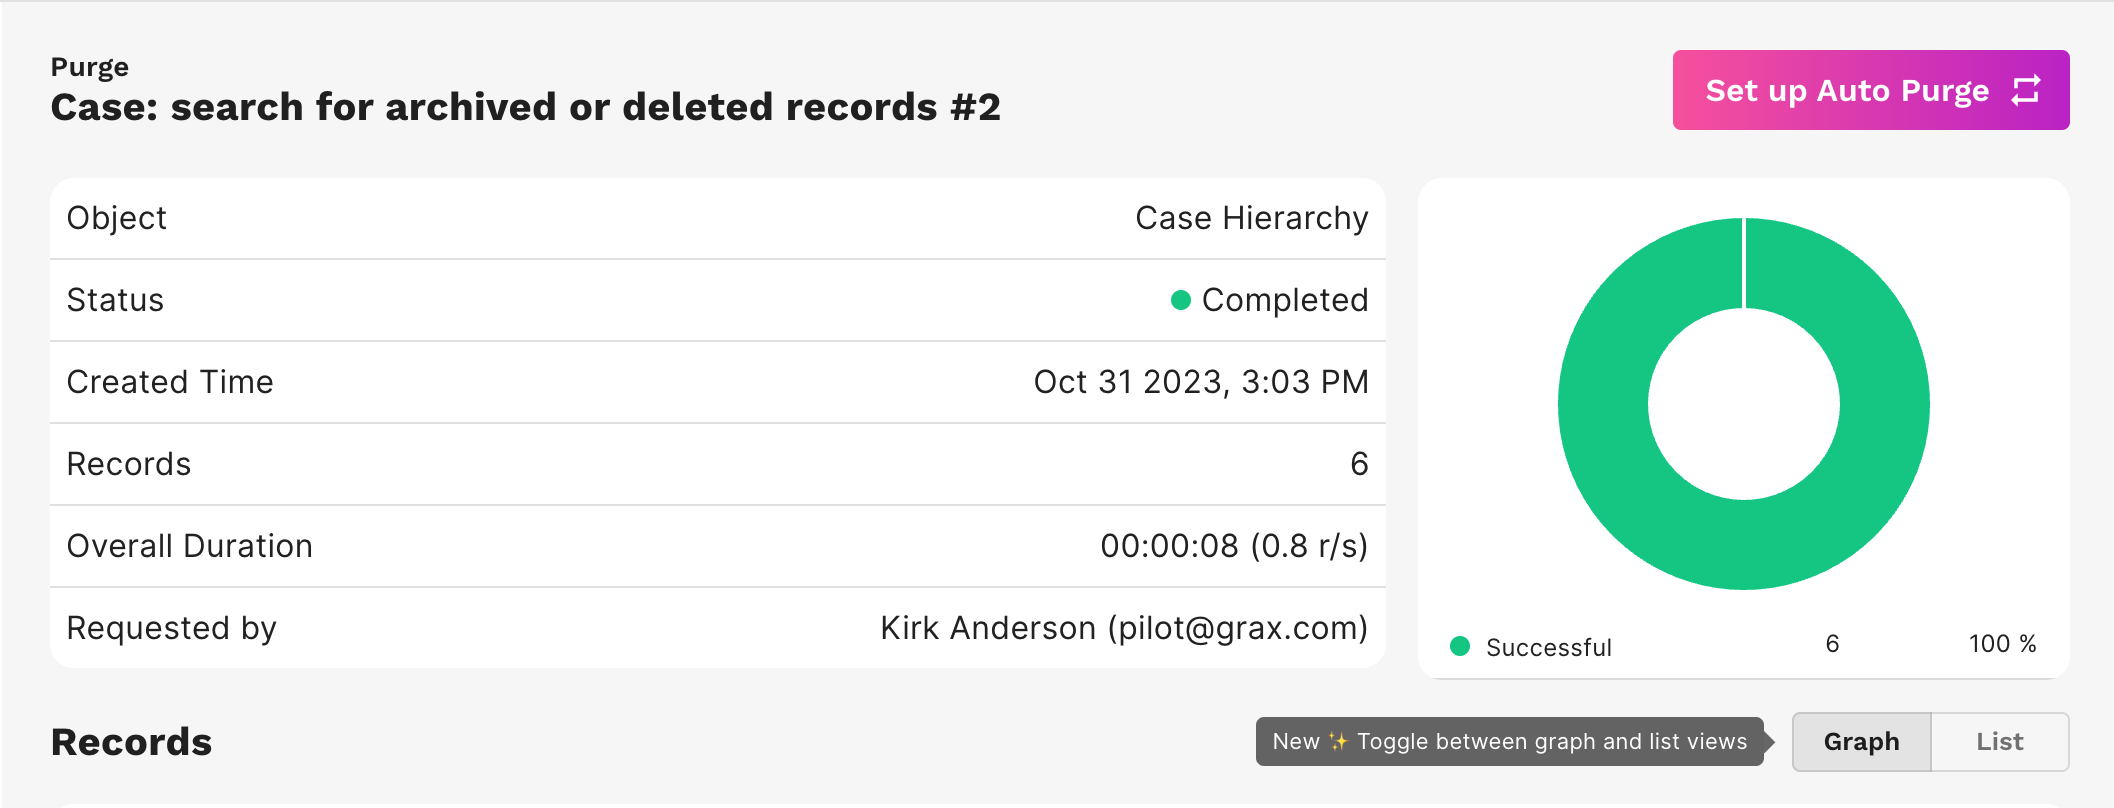 Purge
Case: search for archived or deleted records #2
Set up Auto Purge
Object Case Hierarchy
Status Completed
Created Time Oct 31 2023, 3:03 PM
Records 6
Overall Duration 00:00:08 (0.8 r/s)
Requested by Kirk Anderson (pilot@grax.com)
Successful 6 100 %
Records
New ✨ Toggle between graph and list views
Graph List